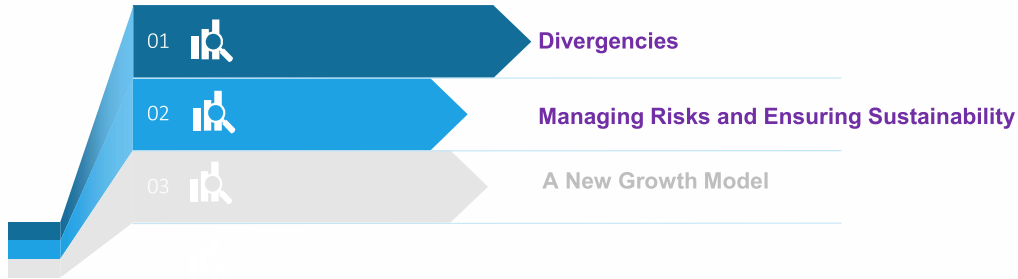 01 Divergencies
02 Managing Risks and Ensuring Sustainability
03 A New Growth Model